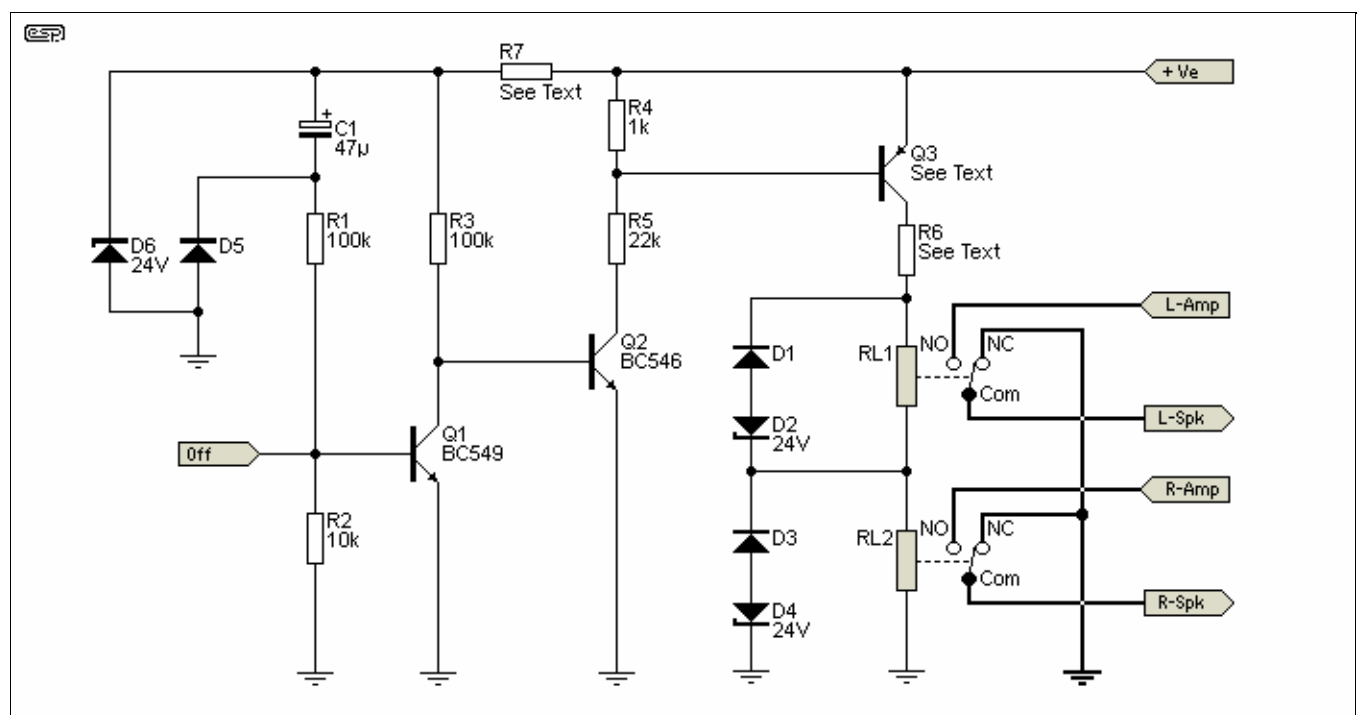 esp
R7
See Text
+ Ve
C1
47µ
R4
1k
Q3
See Text
D6
24V
D5
R1
100k
R3
100k
R5
22k
R6
See Text
L-Amp
NO
NC
Q2
BC546
D1
RL1
Com
D2
24V
L-Spk
Off
Q1
BC549
R-Amp
R2
10k
D3
RL2
NO
NC
Com
D4
24V
R-Spk